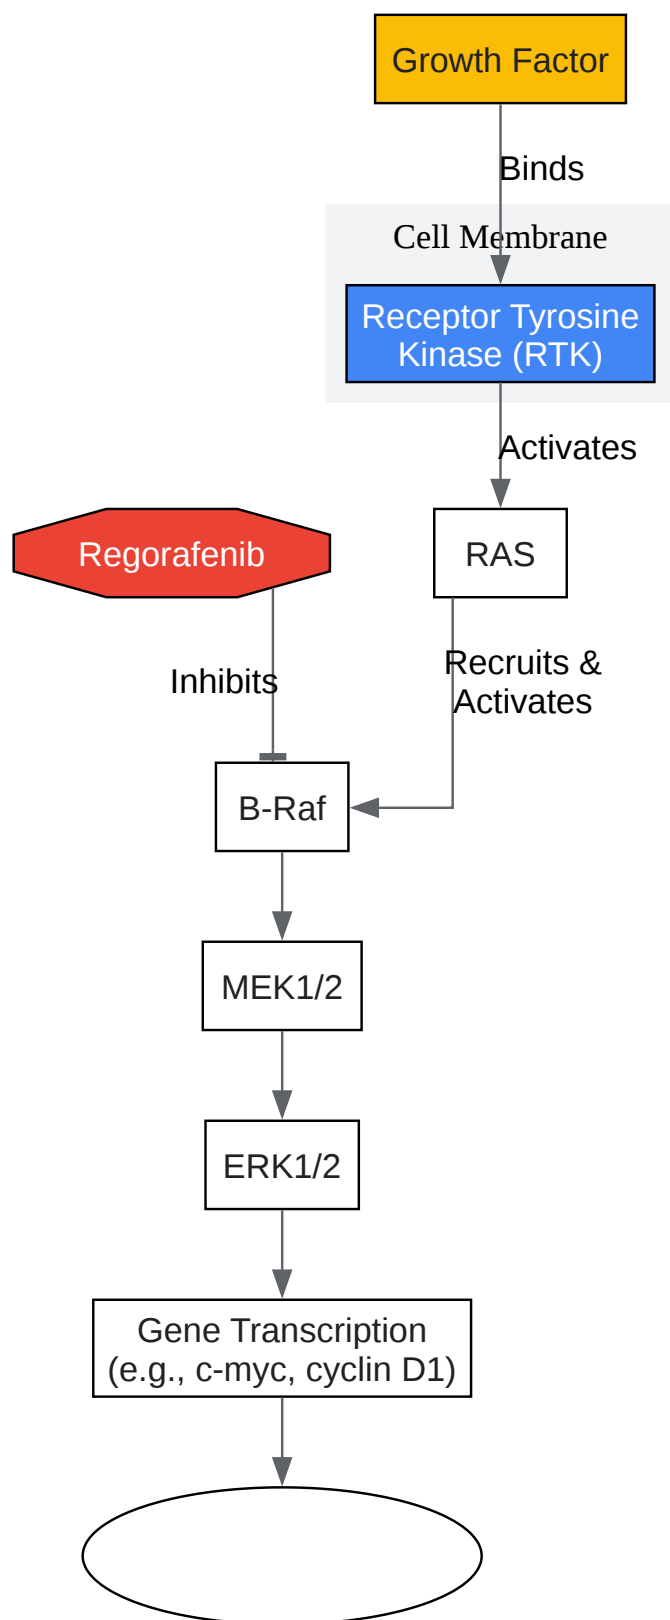 Growth Factor
Binds
Cell Membrane
Receptor Tyrosine
Kinase (RTK)
Activates
Regorafenib
RAS
Inhibits
Recruits &
Activates
B-Raf
MEK1/2
ERK1/2
Gene Transcription
(e.g., c-myc, cyclin D1)